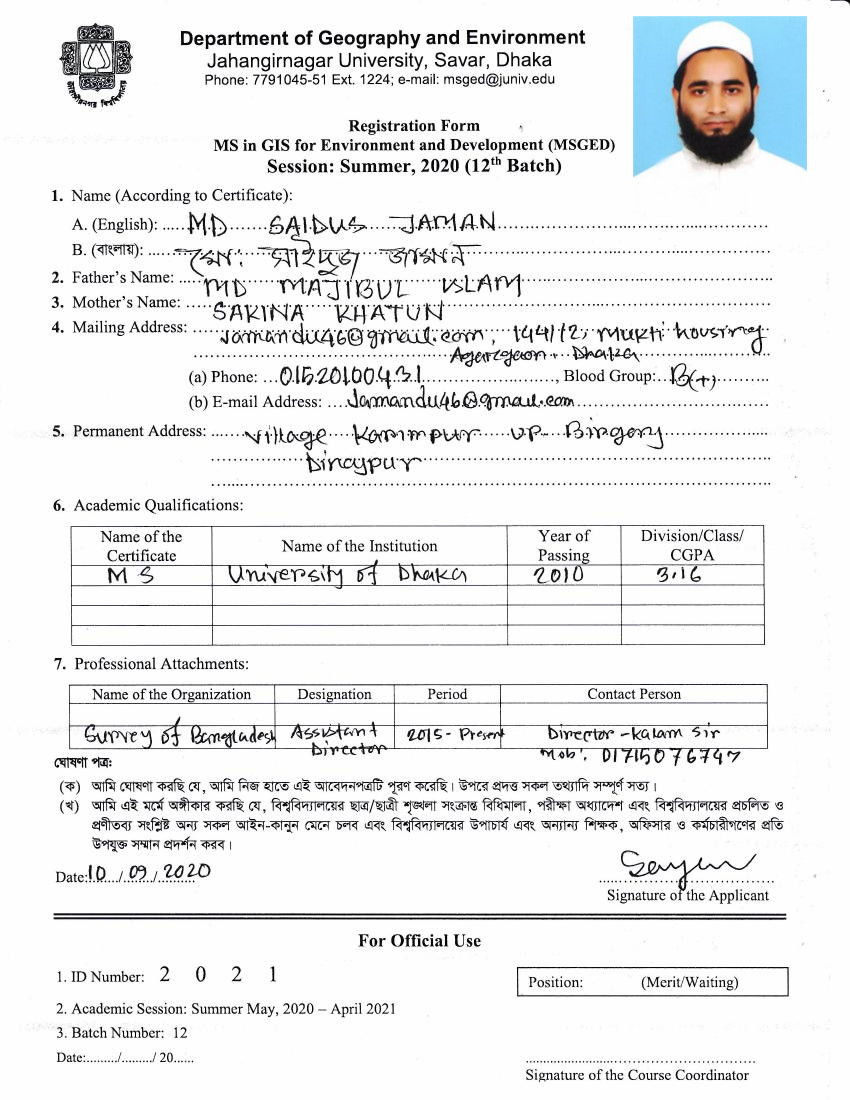 Department of Geography and Environment
Jahangirnagar University, Savar, Dhaka
Phone: 7791045-51 Ext. 1224; e-mail: msged@juniv.edu
Registration Form
MS in GIS for Environment and Development (MSGED)
Session: Summer, 2020 (12th Batch)
1. Name (According to Certificate):
A. (English): MD SAIDUS JAMAN
B. (বাংলায়): মো: সাইদুজ জামান
2. Father's Name: MD MAJIBUL ISLAM
3. Mother's Name: SAKINA KHATUN
4. Mailing Address: Jamandu46@gmail.com, 144/12, Mukti housing
Agargaon, Dhaka
(a) Phone: 01520100431, Blood Group: B(+)
(b) E-mail Address: Jamandu46@gmail.com
5. Permanent Address: Village Karimpur UP-
Dinajpur
6. Academic Qualifications:
Name of the Certificate Name of the Institution Year of Passing Division/Class/ CGPA
MS University of Dhaka 2010 3.16
7. Professional Attachments:
Name of the Organization Designation Period Contact Person
Survey of Bangladesh Assistant Director 2015- Present Director -Kalam Sir
Mob: 01715076747
ঘোষণা পত্র:
(ক) আমি ঘোষণা করছি যে, আমি নিজ হাতে এই আবেদনপত্রটি পূরণ করেছি। উপরে প্রদত্ত সকল তথ্যাদি সম্পূর্ণ সত্য।
(খ) আমি এই মর্মে অঙ্গীকার করছি যে, বিশ্ববিদ্যালয়ের ছাত্র/ছাত্রী শৃঙ্খলা সংক্রান্ত বিধিমালা, পরীক্ষা অধ্যাদেশ এবং বিশ্ববিদ্যালয়ের প্রচলিত ও
প্রণীতব্য সংশ্লিষ্ট অন্য সকল আইন-কানুন মেনে চলব এবং বিশ্ববিদ্যালয়ের উপাচার্য এবং অন্যান্য শিক্ষক, অফিসার ও কর্মচারীগণের প্রতি
উপযুক্ত সম্মান প্রদর্শন করব।
Date: 10/09/2020
Signature of the Applicant
For Official Use
1. ID Number: 2 0 2 1
Position: (Merit/Waiting)
2. Academic Session: Summer May, 2020 – April 2021
3. Batch Number: 12
Date:........./........./ 20......
Signature of the Course Coordinator